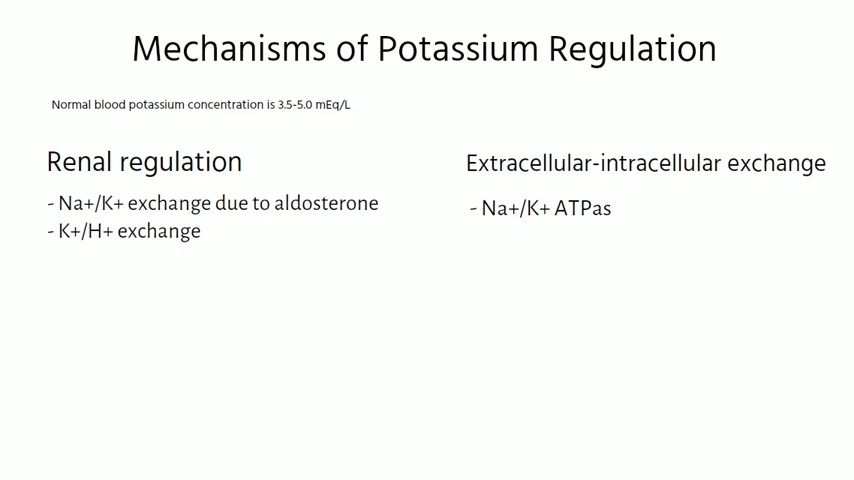 Mechanisms of Potassium Regulation
Normal blood potassium concentration is 3.5-5.0 mEq/L
Renal regulation
- Na+/K+ exchange due to aldosterone
- K+/H+ exchange
Extracellular-intracellular exchange
- Na+/K+ ATPas